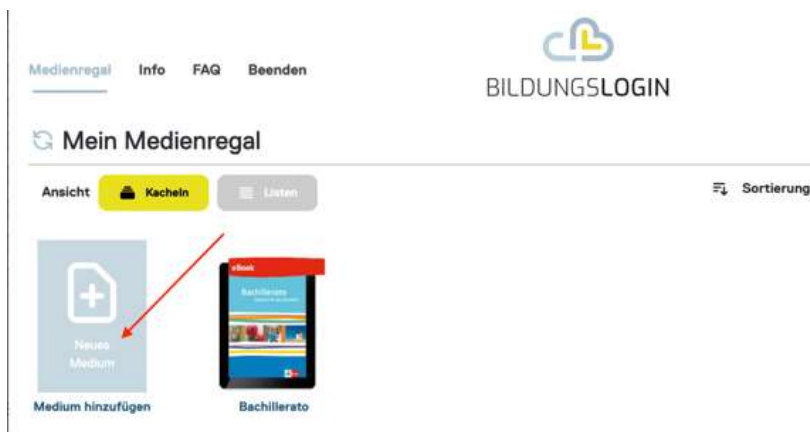 Medienregal Info FAQ Beenden
BILDUNGSLOGIN
Mein Medienregal
Ansicht Kacheln Listen Sortierung
Neues
Medium
eBook
Bachillerato
Medium hinzufügen Bachillerato